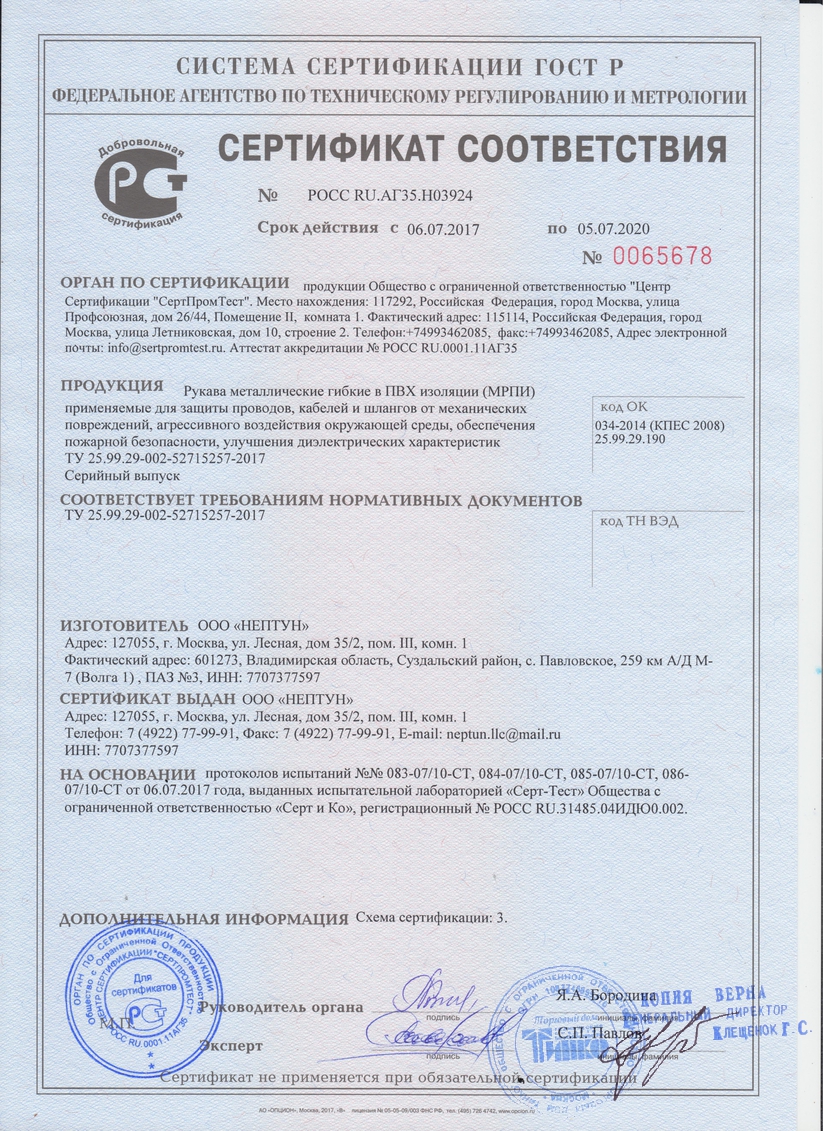 СИСТЕМА СЕРТИФИКАЦИИ ГОСТ Р
ФЕДЕРАЛЬНОЕ АГЕНТСТВО ПО ТЕХНИЧЕСКОМУ РЕГУЛИРОВАНИЮ И МЕТРОЛОГИИ
Добровольная
РСТ
сертификация
СЕРТИФИКАТ СООТВЕТСТВИЯ
№ РОСС RU.АГ35.Н03924
Срок действия с 06.07.2017 по 05.07.2020
№ 0065678
ОРГАН ПО СЕРТИФИКАЦИИ продукции Общество с ограниченной ответственностью "Центр
Сертификации "СертПромТест". Место нахождения: 117292, Российская Федерация, город Москва, улица
Профсоюзная, дом 26/44, Помещение II, комната 1. Фактический адрес: 115114, Российская Федерация, город
Москва, улица Летниковская, дом 10, строение 2. Телефон:+74993462085, факс:+74993462085, Адрес электронной
почты: info@sertpromtest.ru. Аттестат аккредитации № РОСС RU.0001.11АГ35
ПРОДУКЦИЯ Рукава металлические гибкие в ПВХ изоляции (МРПИ)
применяемые для защиты проводов, кабелей и шлангов от механических
повреждений, агрессивного воздействия окружающей среды, обеспечения
пожарной безопасности, улучшения диэлектрических характеристик
ТУ 25.99.29-002-52715257-2017
Серийный выпуск
код ОК
034-2014 (КПЕС 2008)
25.99.29.190
СООТВЕТСТВУЕТ ТРЕБОВАНИЯМ НОРМАТИВНЫХ ДОКУМЕНТОВ
ТУ 25.99.29-002-52715257-2017
код ТН ВЭД
ИЗГОТОВИТЕЛЬ ООО «НЕПТУН»
Адрес: 127055, г. Москва, ул. Лесная, дом 35/2, пом. III, комн. 1
Фактический адрес: 601273, Владимирская область, Суздальский район, с. Павловское, 259 км А/Д М-
7 (Волга 1) , ПАЗ №3, ИНН: 7707377597
СЕРТИФИКАТ ВЫДАН ООО «НЕПТУН»
Адрес: 127055, г. Москва, ул. Лесная, дом 35/2, пом. III, комн. 1
Телефон: 7 (4922) 77-99-91, Факс: 7 (4922) 77-99-91, E-mail: neptun.llc@mail.ru
ИНН: 7707377597
НА ОСНОВАНИИ протоколов испытаний №№ 083-07/10-СТ, 084-07/10-СТ, 085-07/10-СТ, 086-
07/10-СТ от 06.07.2017 года, выданных испытательной лабораторией «Серт-Тест» Общества с
ограниченной ответственностью «Серт и Ко», регистрационный № РОСС RU.31485.04ИДЮ0.002.
ДОПОЛНИТЕЛЬНАЯ ИНФОРМАЦИЯ Схема сертификации: 3.
ОРГАН ПО СЕРТИФИКАЦИИ ПРОДУКЦИИ
Общество с Ограниченной Ответственностью
ЦЕНТР СЕРТИФИКАЦИИ "СЕРТПРОМТЕСТ"
Для
сертификатов
РОСС RU.0001.11АГ35
М.П.
Руководитель органа
подпись
Я.А. Бородина
инициалы, фамилия
Эксперт
подпись
С.П. Павлов
инициалы, фамилия
Торговый дом
Тинко
МОСКВА
КОПИЯ ВЕРНА
ГЕНЕРАЛЬНЫЙ ДИРЕКТОР
КЛЕЩЕНОК Г. С.
Сертификат не применяется при обязательной сертификации
АО «ОПЦИОН», Москва, 2017, «В» лицензия № 05-05-09/003 ФНС РФ, тел. (495) 726 4742, www.opcion.ru